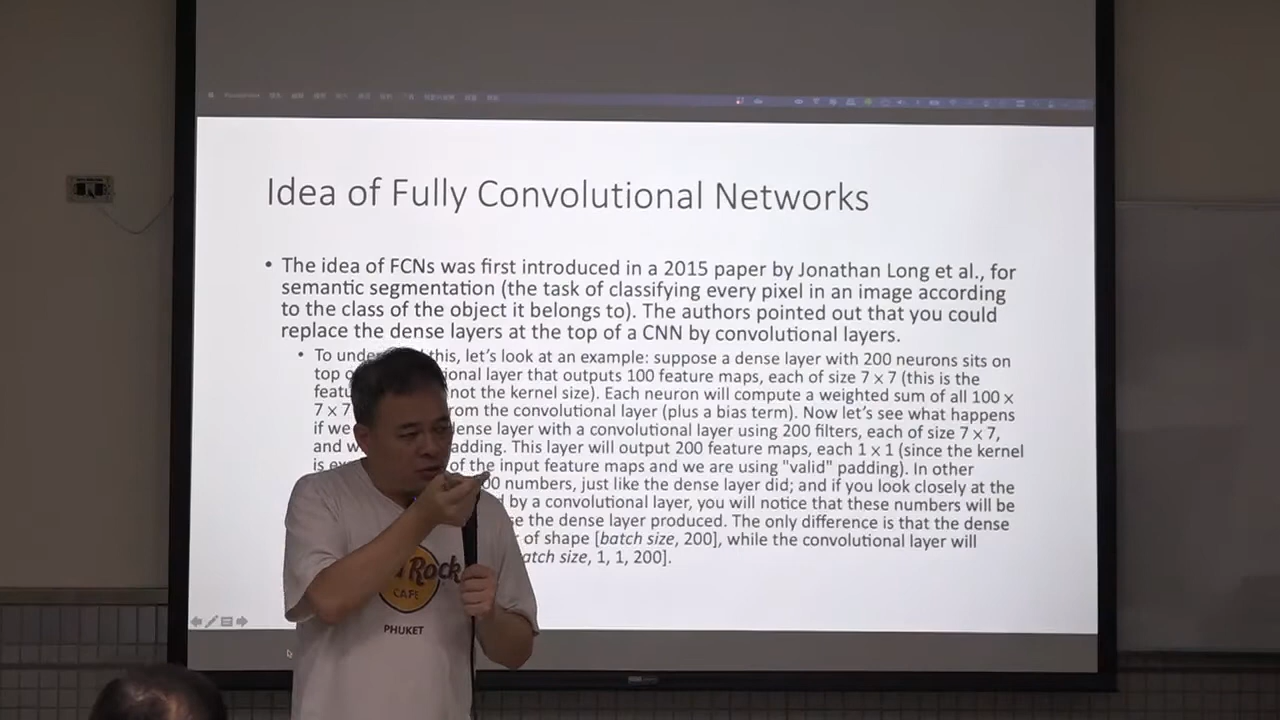 Idea of Fully Convolutional Networks
• The idea of FCNs was first introduced in a 2015 paper by Jonathan Long et al., for
semantic segmentation (the task of classifying every pixel in an image according
to the class of the object it belongs to). The authors pointed out that you could
replace the dense layers at the top of a CNN by convolutional layers.
• To this, let's look at an example: suppose a dense layer with 200 neurons sits on
top layer that outputs 100 feature maps, each of size 7 × 7 (this is the
not the kernel size). Each neuron will compute a weighted sum of all 100 ×
7 × 7 from the convolutional layer (plus a bias term). Now let's see what happens
if we dense layer with a convolutional layer using 200 filters, each of size 7 × 7,
and padding. This layer will output 200 feature maps, each 1 × 1 (since the kernel
is of the input feature maps and we are using "valid" padding). In other
numbers, just like the dense layer did; and if you look closely at the
by a convolutional layer, you will notice that these numbers will be
the dense layer produced. The only difference is that the dense
of shape [batch size, 200], while the convolutional layer will
size, 1, 1, 200].
Rock
CAFE
PHUKET